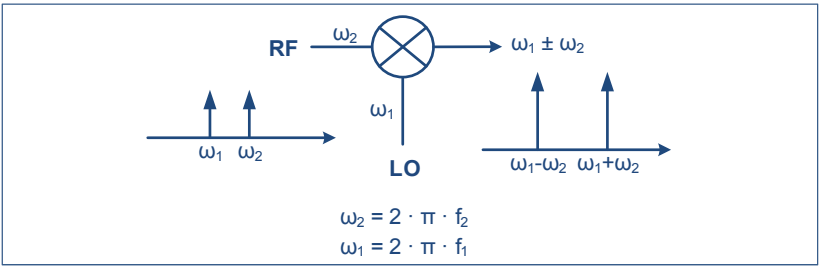 RF ω₂ ω₁ ± ω₂
ω₁
ω₁ ω₂
LO
ω₁-ω₂ ω₁+ω₂
ω₂ = 2 · π · f₂
ω₁ = 2 · π · f₁